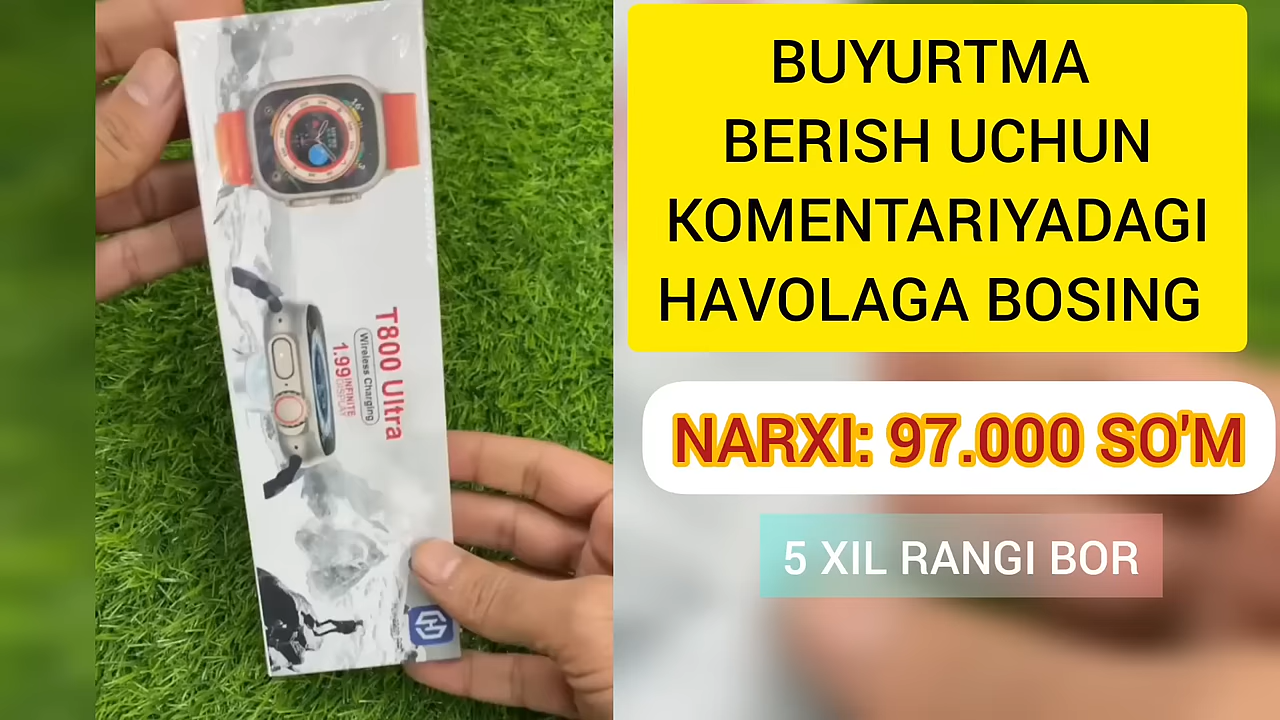 T800 Ultra
Wireless Charging
1.99 INFINITE
DISPLAY
BUYURTMA
BERISH UCHUN
KOMENTARIYADAGI
HAVOLAGA BOSING
NARXI: 97.000 SO'M
5 XIL RANGI BOR